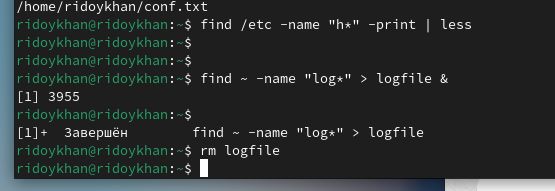 /home/ridoykhan/conf.txt
ridoykhan@ridoykhan:~$ find /etc -name "h*" -print | less
ridoykhan@ridoykhan:~$
ridoykhan@ridoykhan:~$
ridoykhan@ridoykhan:~$ find ~ -name "log*" > logfile &
[1] 3955
ridoykhan@ridoykhan:~$
[1]+  Завершён        find ~ -name "log*" > logfile
ridoykhan@ridoykhan:~$ rm logfile
ridoykhan@ridoykhan:~$